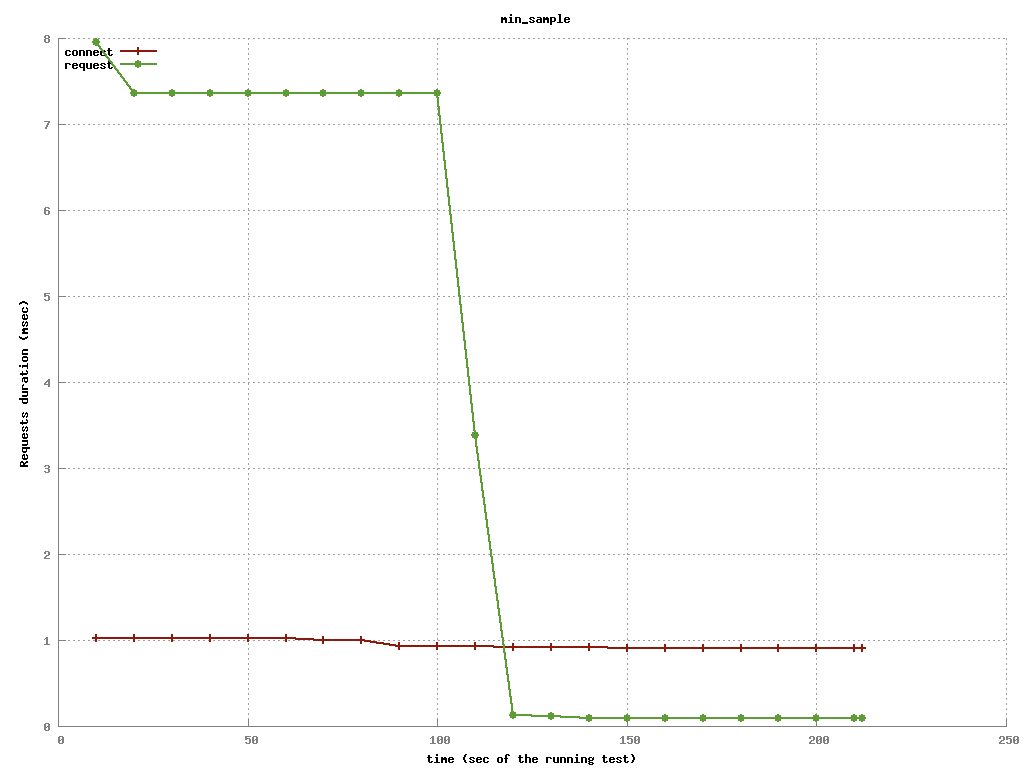 min_sample
connect
request
8
7
6
5
4
3
2
1
0
Requests duration (msec)
0 50 100 150 200 250
time (sec of the running test)